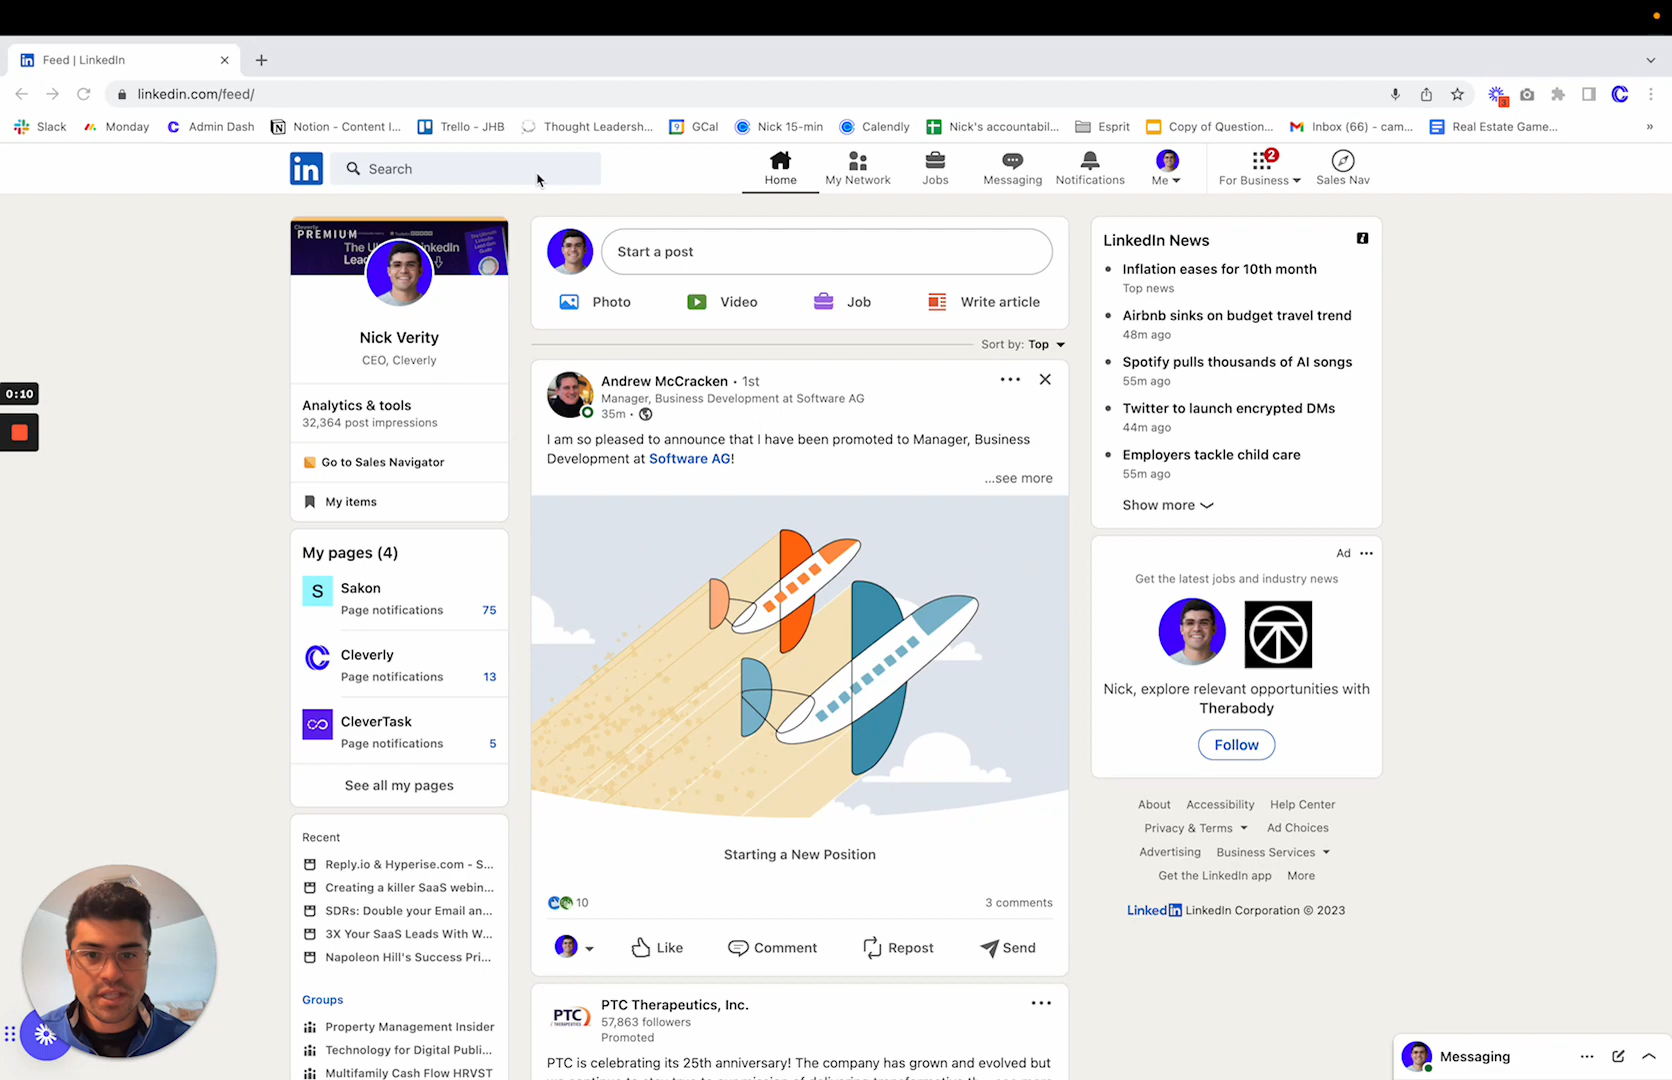 Feed | LinkedIn
linkedin.com/feed/
3
Slack
Monday
Admin Dash
Notion - Content I...
Trello - JHB
Thought Leadersh...
GCal
Nick 15-min
Calendly
Nick's accountabil...
Esprit
Copy of Question...
Inbox (66) - cam...
Real Estate Game...
»
in
Search
Home
My Network
Jobs
Messaging
Notifications
Me
2
For Business
Sales Nav
PREMIUM
Nick Verity
CEO, Cleverly
Analytics & tools
32,364 post impressions
Go to Sales Navigator
My items
My pages (4)
S
Sakon
Page notifications 75
Cleverly
Page notifications 13
CleverTask
Page notifications 5
See all my pages
Recent
Reply.io & Hyperise.com - S...
Creating a killer SaaS webin...
SDRs: Double your Email an...
3X Your SaaS Leads With W...
Napoleon Hill's Success Pri...
Groups
Property Management Insider
Technology for Digital Publi...
Multifamily Cash Flow HRVST
0:10
Start a post
Photo
Video
Job
Write article
Sort by: Top
Andrew McCracken • 1st
Manager, Business Development at Software AG
35m •
I am so pleased to announce that I have been promoted to Manager, Business
Development at Software AG!
...see more
Starting a New Position
10
3 comments
Like
Comment
Repost
Send
PTC
THERAPEUTICS
PTC Therapeutics, Inc.
57,863 followers
Promoted
PTC is celebrating its 25th anniversary! The company has grown and evolved but
LinkedIn News
Inflation eases for 10th month
Top news
Airbnb sinks on budget travel trend
48m ago
Spotify pulls thousands of AI songs
55m ago
Twitter to launch encrypted DMs
44m ago
Employers tackle child care
55m ago
Show more
Ad
Get the latest jobs and industry news
Nick, explore relevant opportunities with
Therabody
Follow
About
Accessibility
Help Center
Privacy & Terms
Ad Choices
Advertising
Business Services
Get the LinkedIn app
More
LinkedIn LinkedIn Corporation © 2023
Messaging